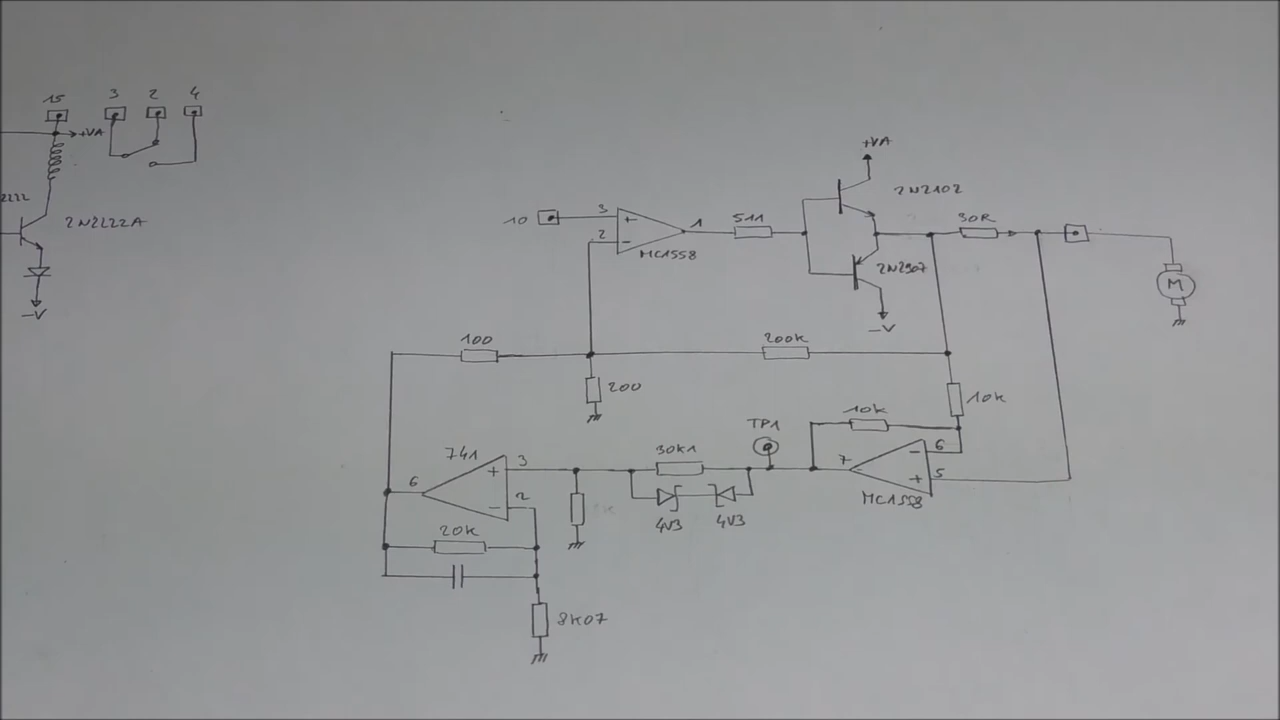 15
3 2 4
+VA
2222
2N2222A
-V
+VA
2N2102
10
3
+
2
-
1
MC1558
511
30R
2N2907
-V
M
100
200K
200
10K
10K
TP1
741
3
+
2
-
6
30K1
7
6
-
5
+
MC1558
4V3
4V3
20K
8K07